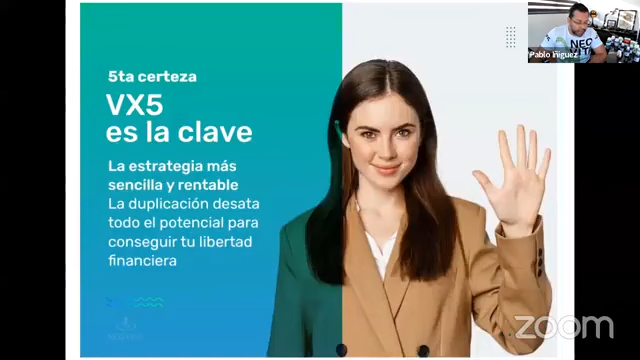 5ta certeza
VX5
es la clave
La estrategia más
sencilla y rentable
La duplicación desata
todo el potencial para
conseguir tu libertad
financiera
Pablo Iñiguez
zoom